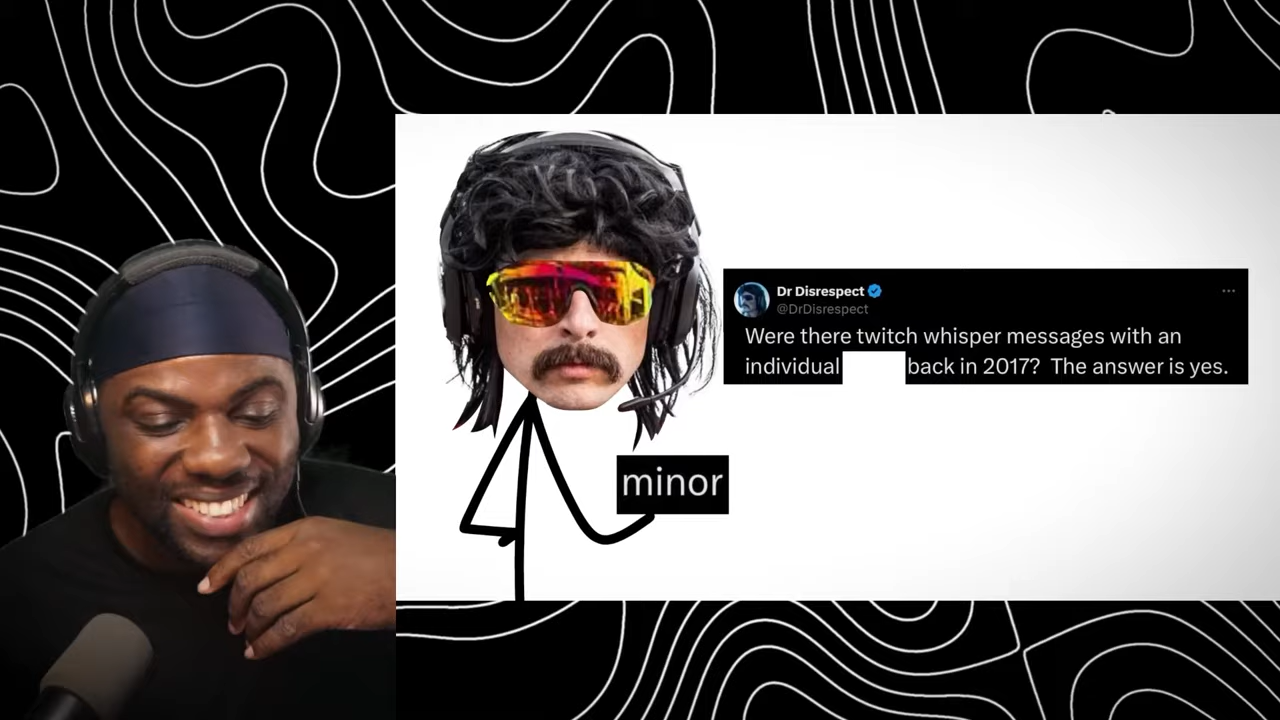 Dr Disrespect
@DrDisrespect
Were there twitch whisper messages with an
individual back in 2017? The answer is yes.
minor